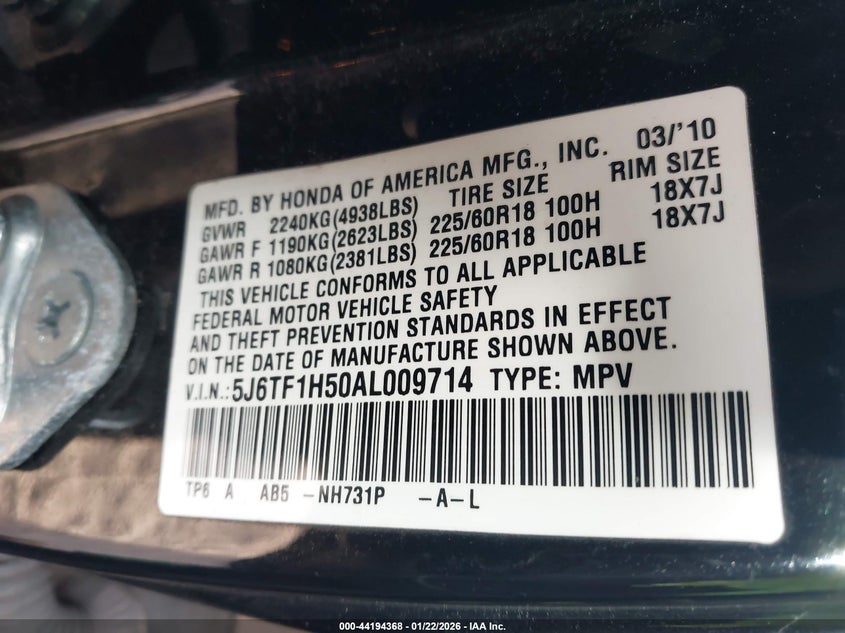 MFD. BY HONDA OF AMERICA MFG., INC. 03/'10
GVWR 2240KG(4938LBS) TIRE SIZE RIM SIZE
GAWR F 1190KG(2623LBS) 225/60R18 100H 18X7J
GAWR R 1080KG(2381LBS) 225/60R18 100H 18X7J
THIS VEHICLE CONFORMS TO ALL APPLICABLE
FEDERAL MOTOR VEHICLE SAFETY
AND THEFT PREVENTION STANDARDS IN EFFECT
ON THE DATE OF MANUFACTURE SHOWN ABOVE.
V.I.N.:5J6TF1H50AL009714 TYPE: MPV
TP6 A AB5 -NH731P -A-L
000-44194368 - 01/22/2026 - IAA Inc.